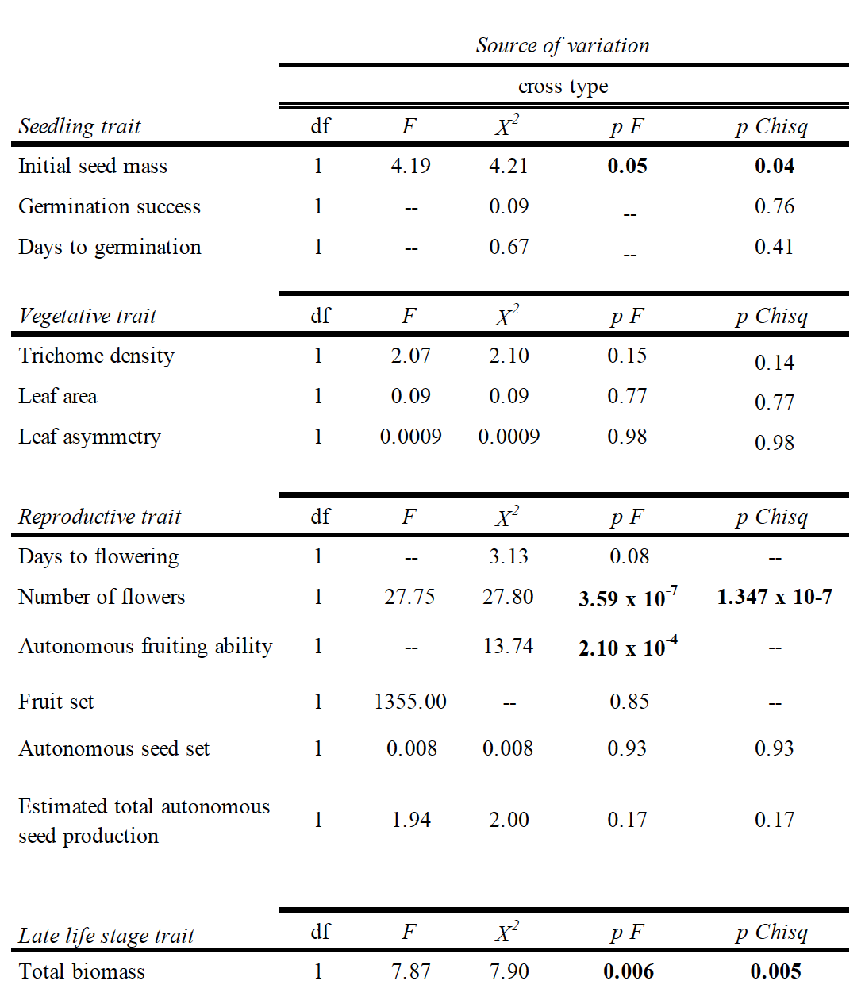 Source of variation
cross type
Seedling trait df F X² p F p Chisq
Initial seed mass 1 4.19 4.21 0.05 0.04
Germination success 1 -- 0.09 -- 0.76
Days to germination 1 -- 0.67 -- 0.41
Vegetative trait df F X² p F p Chisq
Trichome density 1 2.07 2.10 0.15 0.14
Leaf area 1 0.09 0.09 0.77 0.77
Leaf asymmetry 1 0.0009 0.0009 0.98 0.98
Reproductive trait df F X² p F p Chisq
Days to flowering 1 -- 3.13 0.08 --
Number of flowers 1 27.75 27.80 3.59 x 10⁻⁷ 1.347 x 10-7
Autonomous fruiting ability 1 -- 13.74 2.10 x 10⁻⁴ --
Fruit set 1 1355.00 -- 0.85 --
Autonomous seed set 1 0.008 0.008 0.93 0.93
Estimated total autonomous
seed production 1 1.94 2.00 0.17 0.17
Late life stage trait df F X² p F p Chisq
Total biomass 1 7.87 7.90 0.006 0.005